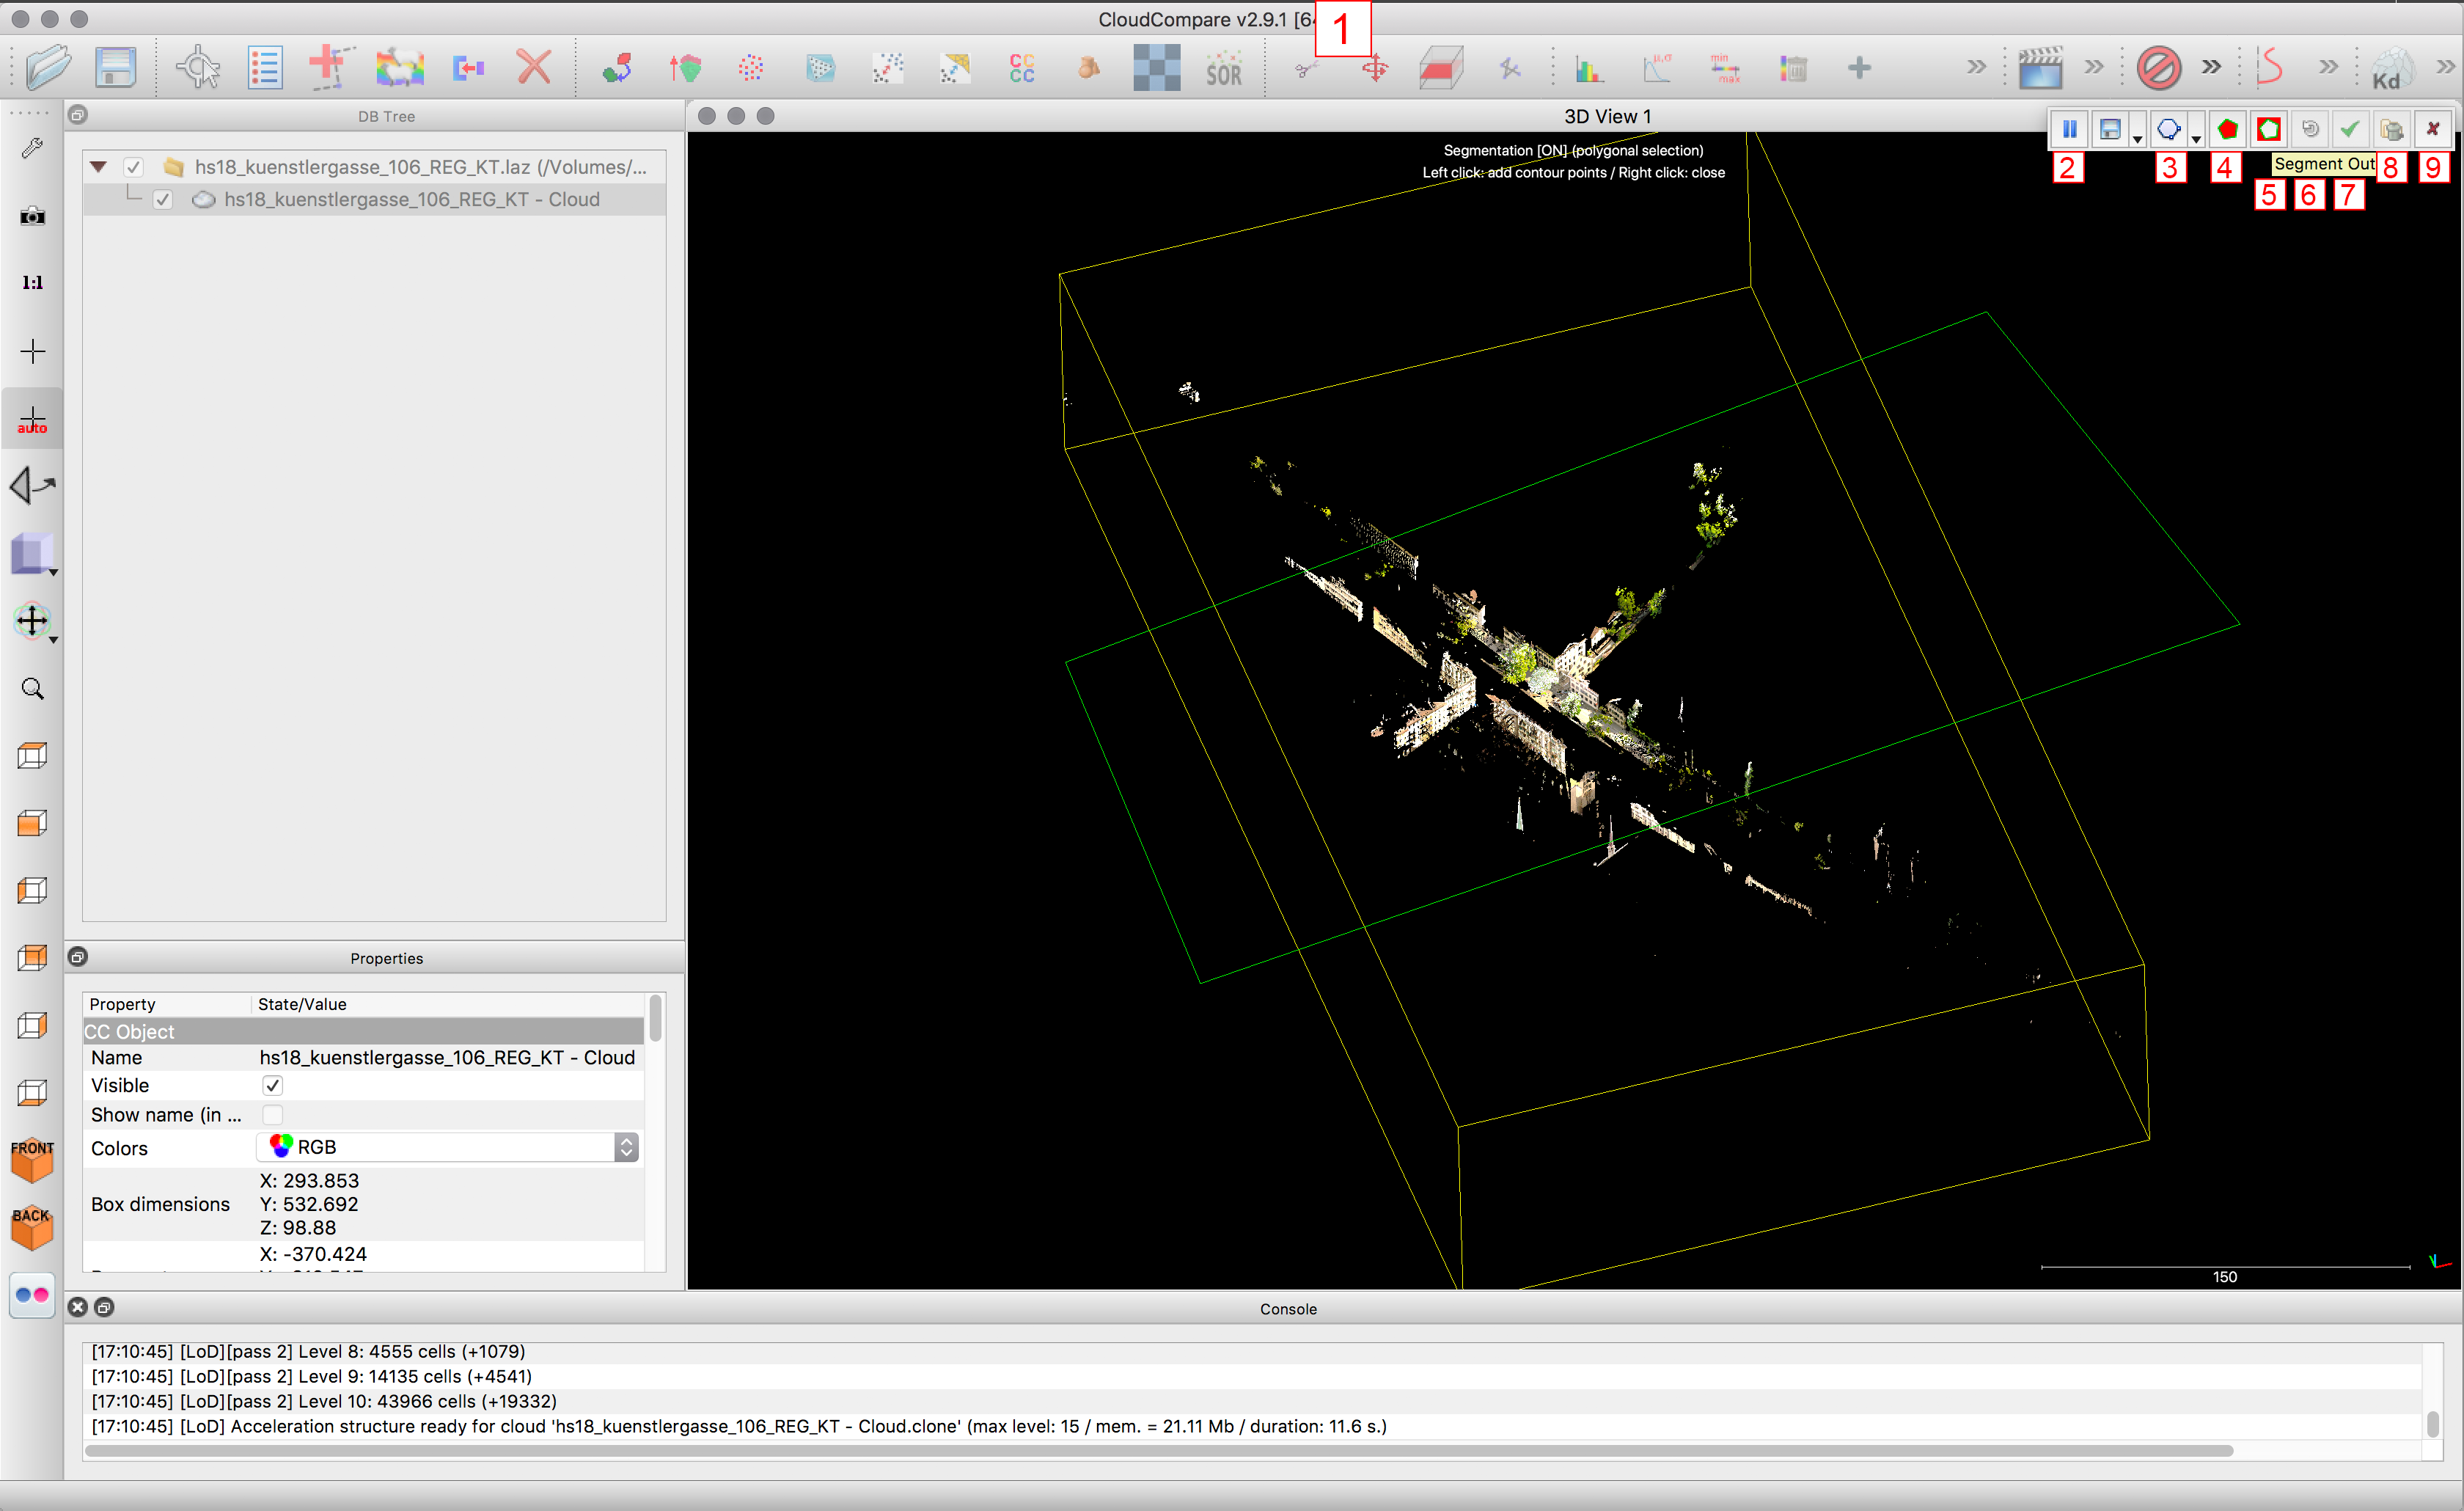 CloudCompare v2.9.1 [64
1
CC
CC
SOR
μ,σ
min
max
Kd
DB Tree
3D View 1
hs18_kuenstlergasse_106_REG_KT.laz (/Volumes/...
hs18_kuenstlergasse_106_REG_KT - Cloud
Segmentation [ON] (polygonal selection)
Left click: add contour points / Right click: close
Segment Out
2
3
4
5
6
7
8
9
1:1
auto
FRONT
BACK
Properties
Property State/Value
CC Object
Name hs18_kuenstlergasse_106_REG_KT - Cloud
Visible
Show name (in ...
Colors RGB
Box dimensions
X: 293.853
Y: 532.692
Z: 98.88
X: -370.424
150
Console
[17:10:45] [LoD][pass 2] Level 8: 4555 cells (+1079)
[17:10:45] [LoD][pass 2] Level 9: 14135 cells (+4541)
[17:10:45] [LoD][pass 2] Level 10: 43966 cells (+19332)
[17:10:45] [LoD] Acceleration structure ready for cloud 'hs18_kuenstlergasse_106_REG_KT - Cloud.clone' (max level: 15 / mem. = 21.11 Mb / duration: 11.6 s.)